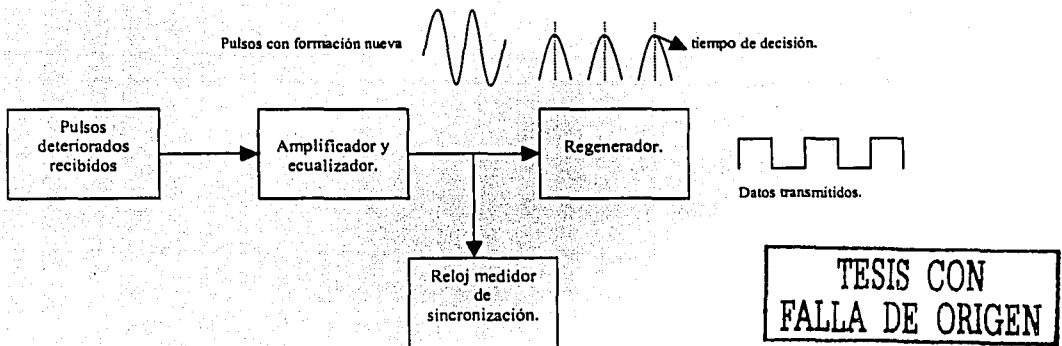 Pulsos con formación nueva
tiempo de decisión.
Pulsos
deteriorados
recibidos
Amplificador y
ecualizador.
Regenerador.
Datos transmitidos.
Reloj medidor
de
sincronización.
TESIS CON
FALLA DE ORIGEN